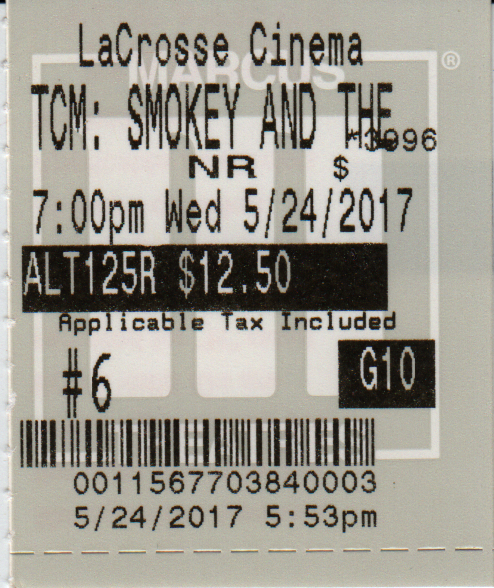 LaCrosse Cinema
MARCUS ®
TCM: SMOKEY AND THE
*3996
NR $
7:00pm Wed 5/24/2017
ALT125R $12.50
Applicable Tax Included
#6 G10
0011567703840003
5/24/2017 5:53pm